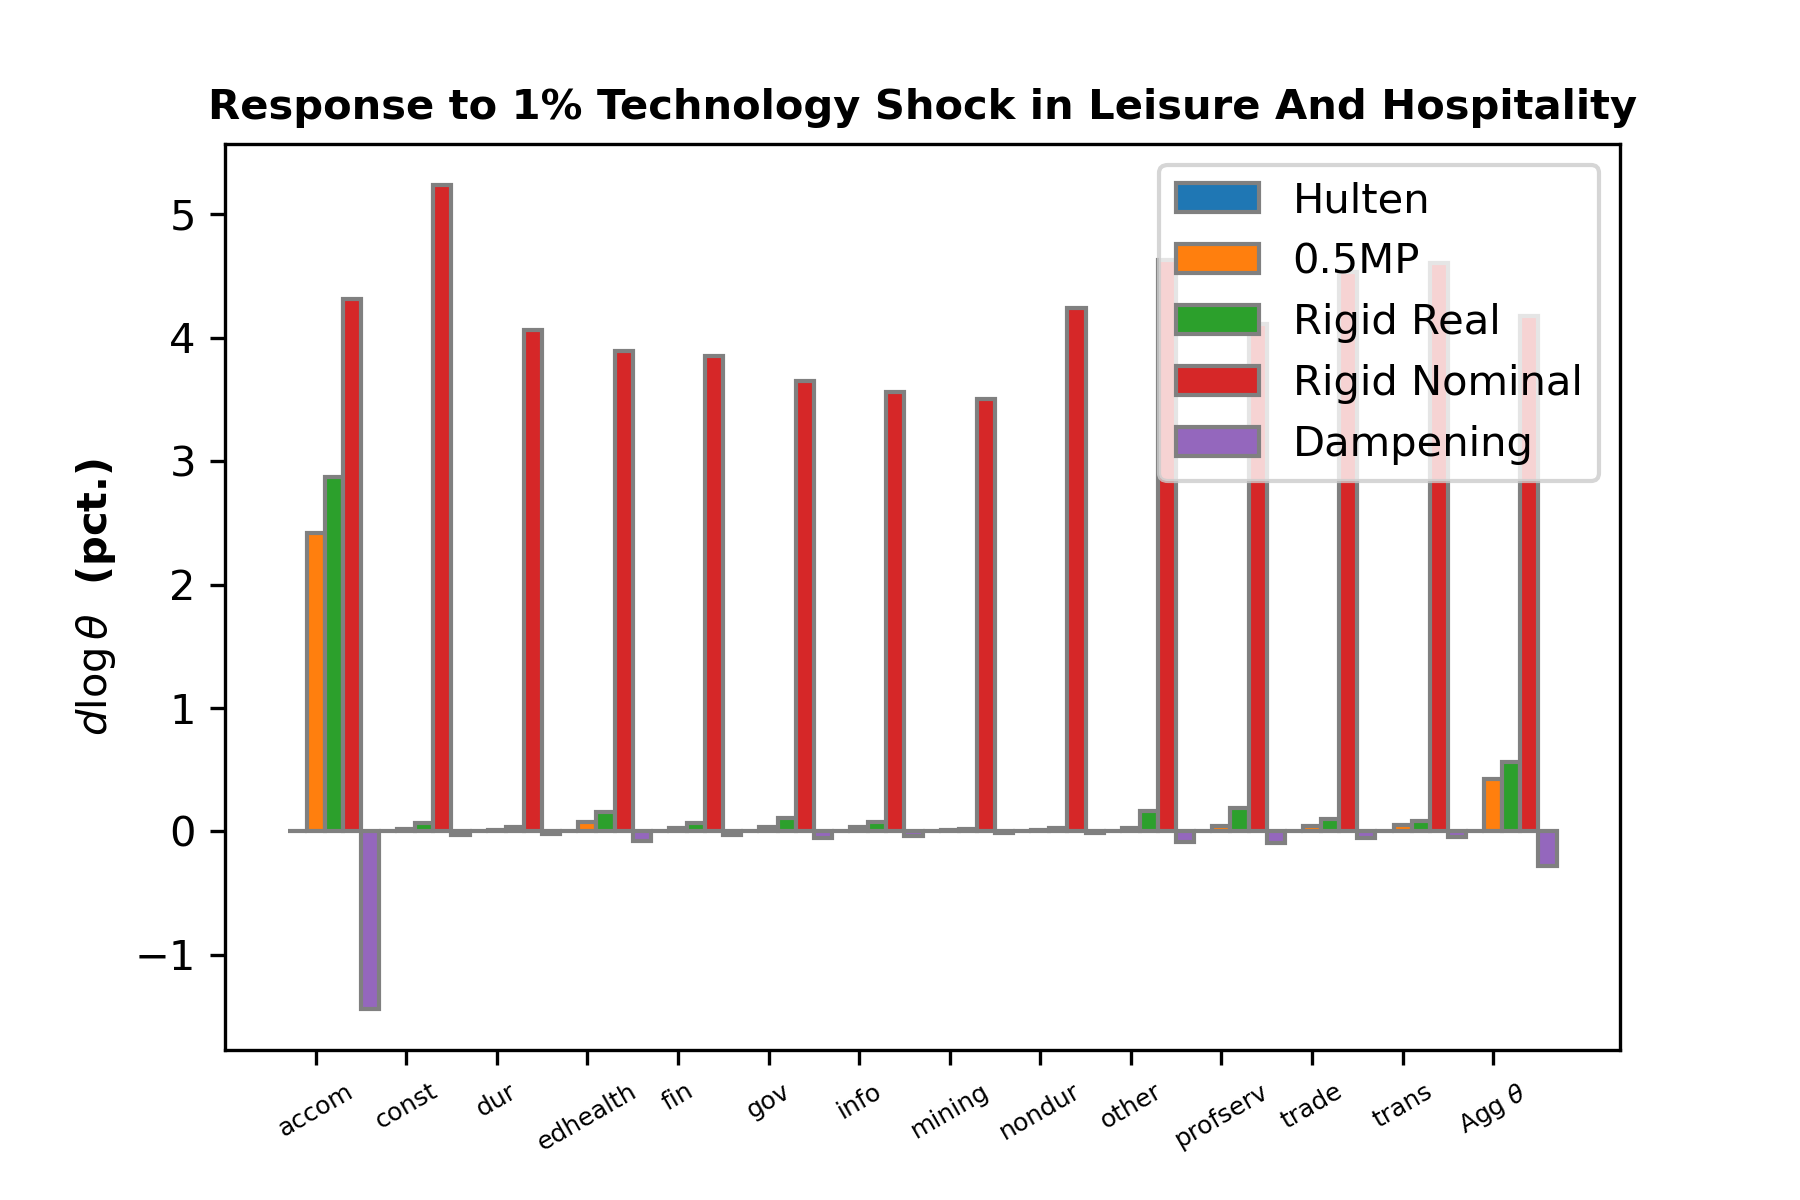 Response to 1% Technology Shock in Leisure And Hospitality
Hulten
0.5MP
Rigid Real
Rigid Nominal
Dampening
5
4
3
2
1
0
−1
d log θ (pct.)
accom
const
dur
edhealth
fin
gov
info
mining
nondur
other
profserv
trade
trans
Agg θ